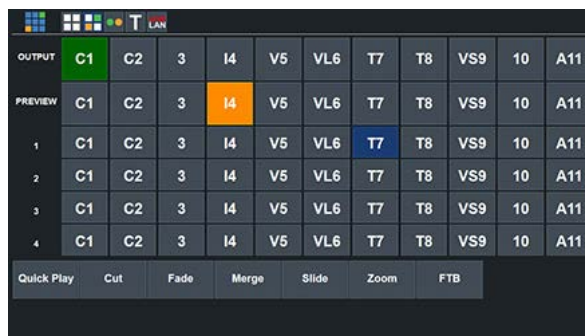 T LAN
OUTPUT C1 C2 3 I4 V5 VL6 T7 T8 VS9 10 A11
PREVIEW C1 C2 3 I4 V5 VL6 T7 T8 VS9 10 A11
1 C1 C2 3 I4 V5 VL6 T7 T8 VS9 10 A11
2 C1 C2 3 I4 V5 VL6 T7 T8 VS9 10 A11
3 C1 C2 3 I4 V5 VL6 T7 T8 VS9 10 A11
4 C1 C2 3 I4 V5 VL6 T7 T8 VS9 10 A11
Quick Play Cut Fade Merge Slide Zoom FTB